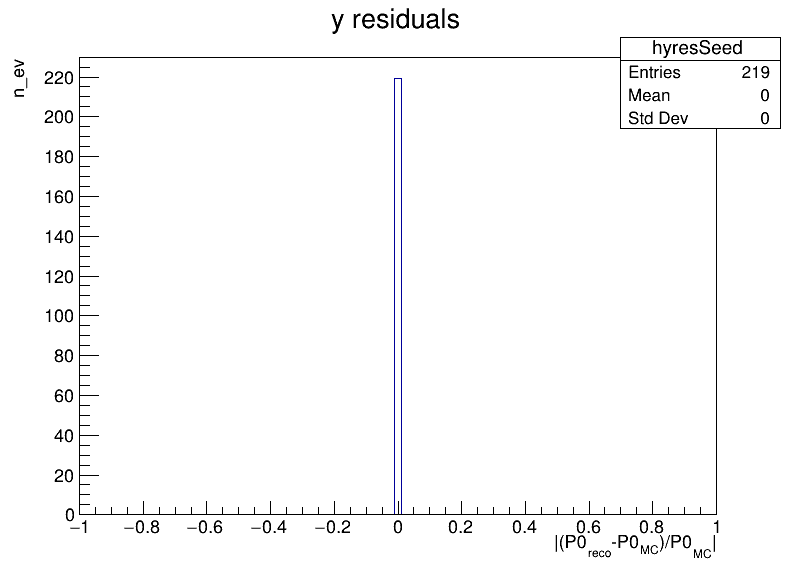 y residuals
hyresSeed
Entries 219
Mean 0
Std Dev 0
n_ev
220
200
180
160
140
120
100
80
60
40
20
0
−1 −0.8 −0.6 −0.4 −0.2 0 0.2 0.4 0.6 0.8 1
|(P0reco-P0MC)/P0MC|